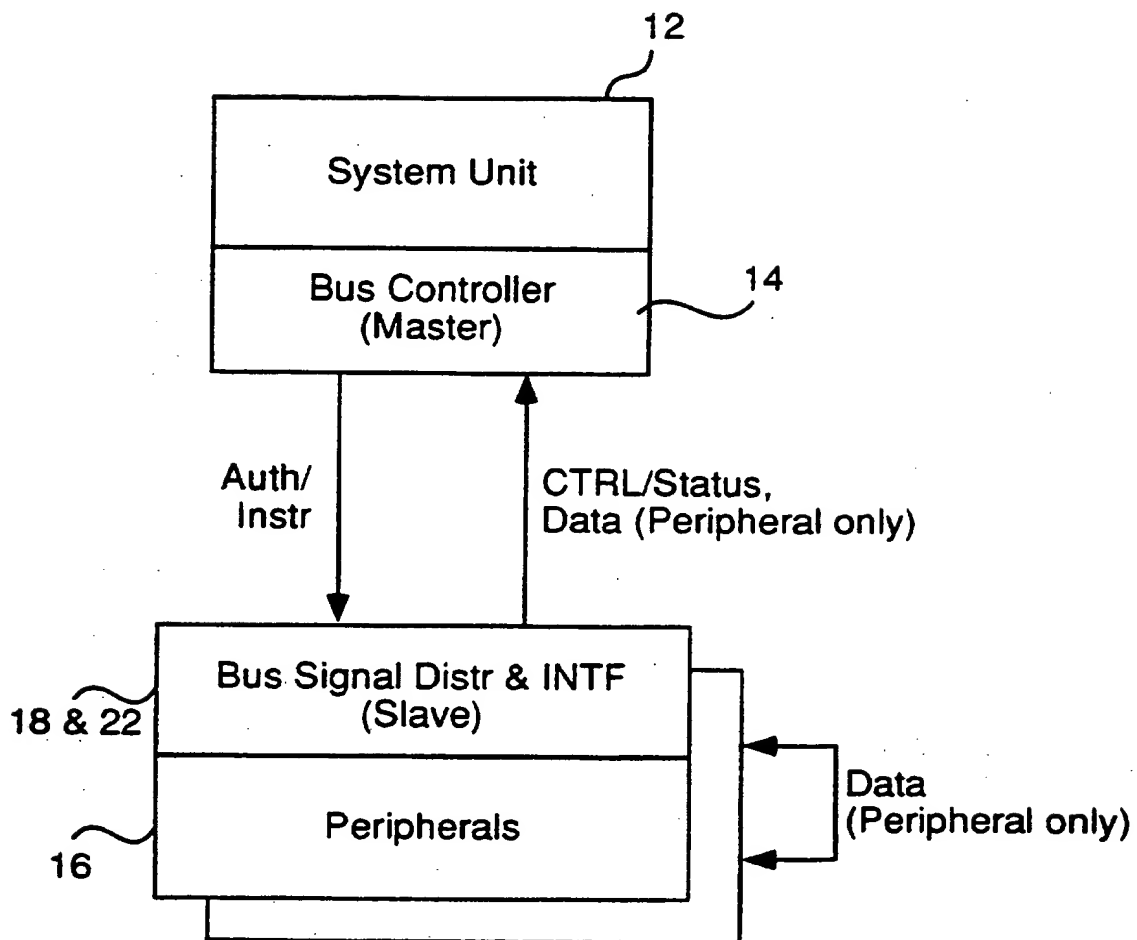 12
System Unit
Bus Controller
(Master)
14
Auth/
Instr
CTRL/Status,
Data (Peripheral only)
Bus Signal Distr & INTF
(Slave)
18 & 22
Peripherals
16
Data
(Peripheral only)